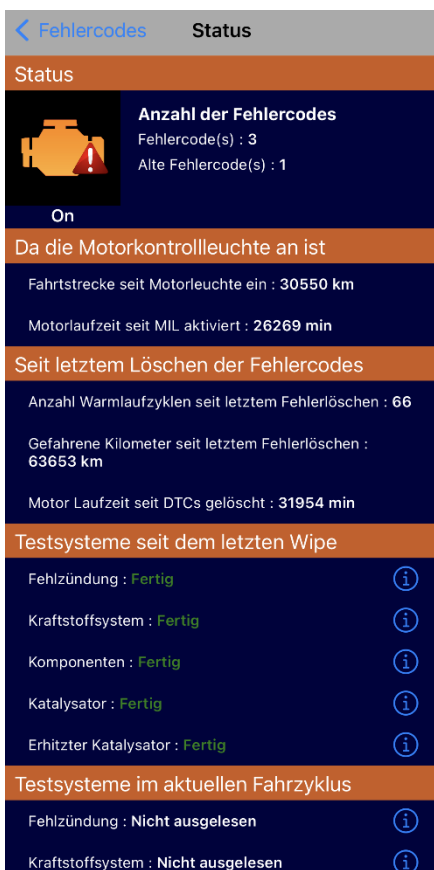 Fehlercodes Status
Status
Anzahl der Fehlercodes
Fehlercode(s) : 3
Alte Fehlercode(s) : 1
On
Da die Motorkontrollleuchte an ist
Fahrtstrecke seit Motorleuchte ein : 30550 km
Motorlaufzeit seit MIL aktiviert : 26269 min
Seit letztem Löschen der Fehlercodes
Anzahl Warmlaufzyklen seit letztem Fehlerlöschen : 66
Gefahrene Kilometer seit letztem Fehlerlöschen :
63653 km
Motor Laufzeit seit DTCs gelöscht : 31954 min
Testsysteme seit dem letzten Wipe
Fehlzündung : Fertig
Kraftstoffsystem : Fertig
Komponenten : Fertig
Katalysator : Fertig
Erhitzter Katalysator : Fertig
Testsysteme im aktuellen Fahrzyklus
Fehlzündung : Nicht ausgelesen
Kraftstoffsystem : Nicht ausgelesen